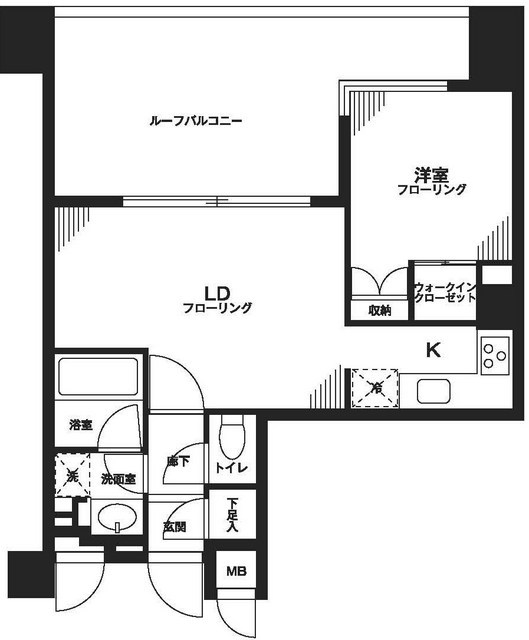 ルーフバルコニー
洋室
フローリング
LD
フローリング
ウォークイン
クローゼット
収納
K
冷
浴室
洗
洗面室
廊下
トイレ
玄関
下足入
MB